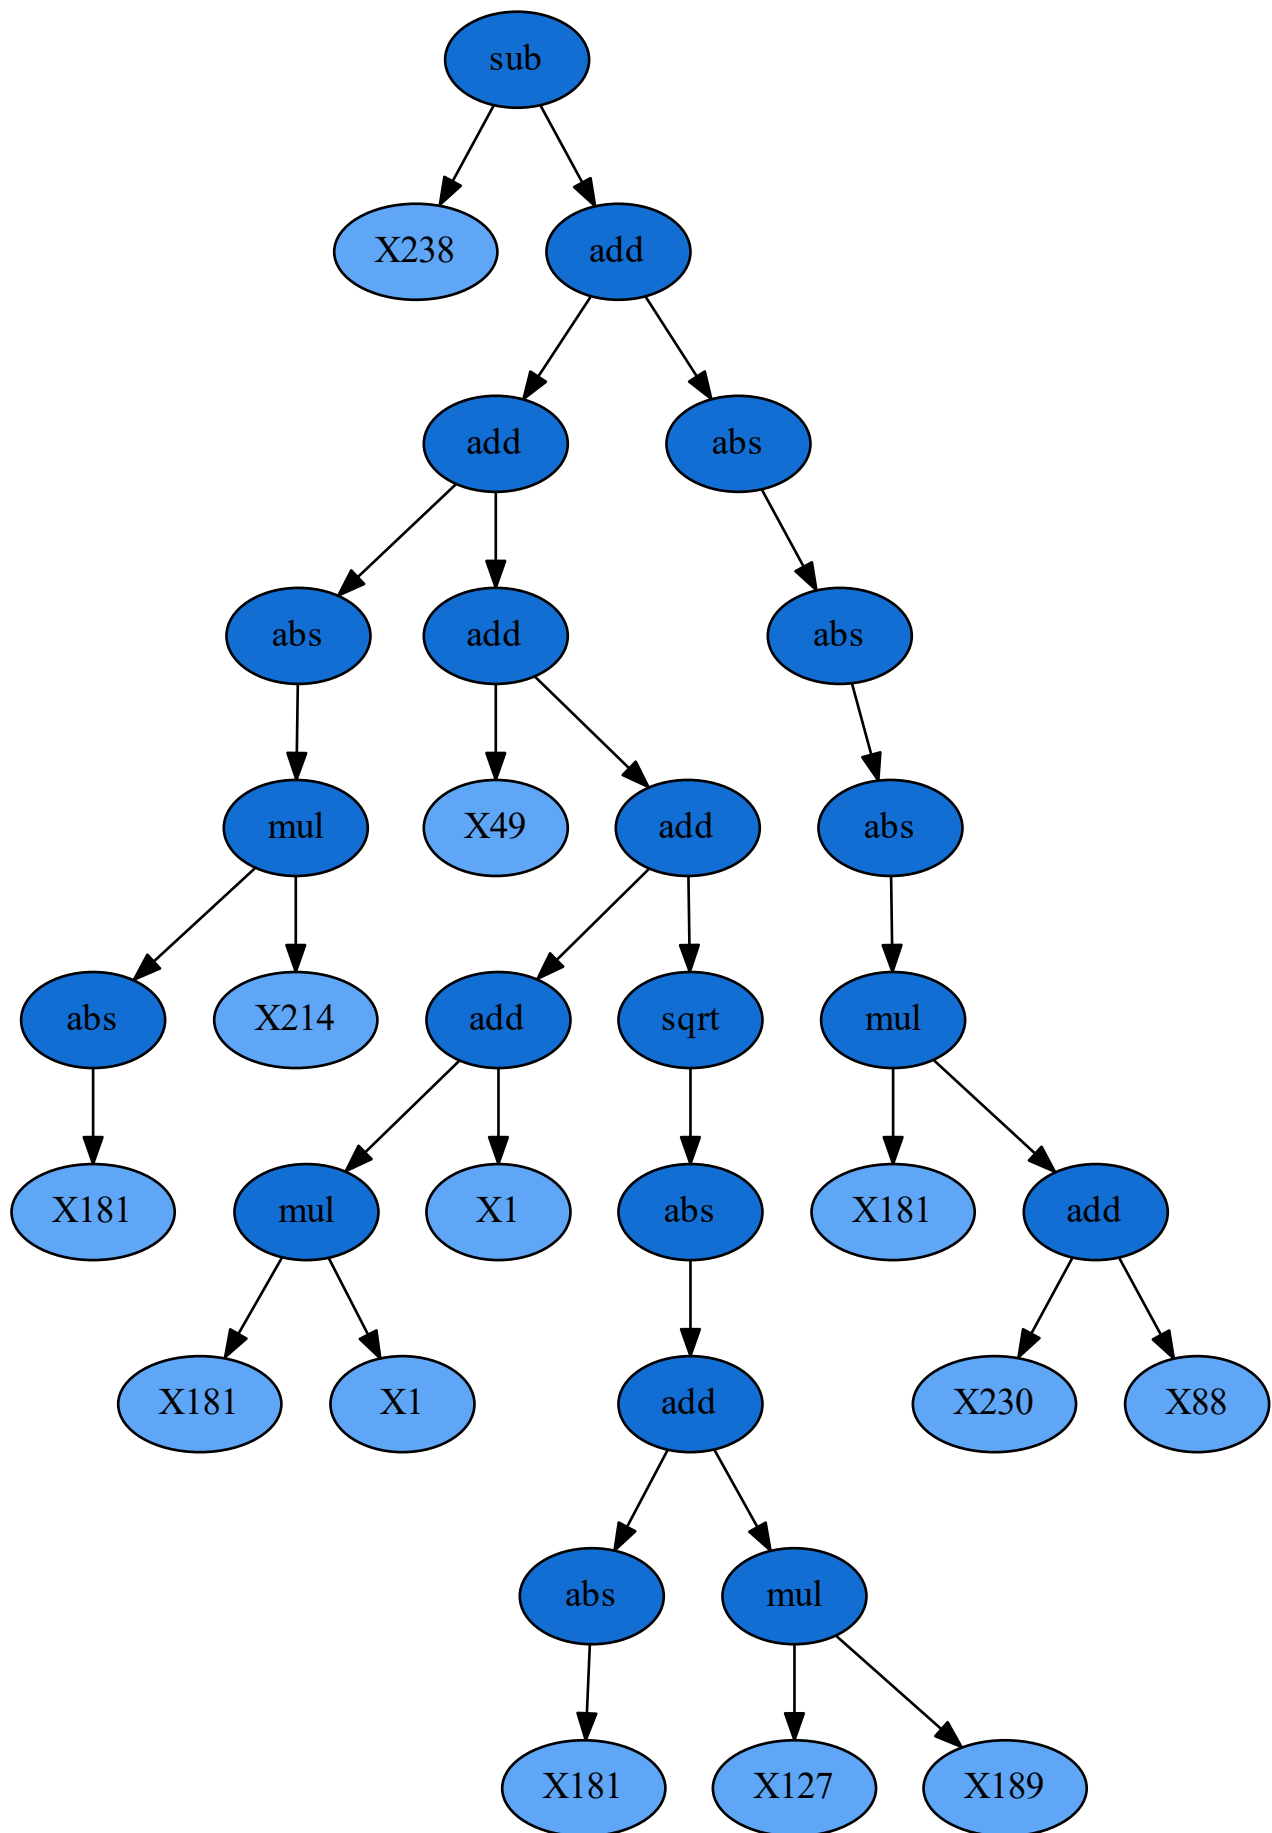 sub
X238 add
add abs
abs add abs
mul X49 add abs
abs X214 add sqrt mul
X181 mul X1 abs X181 add
X181 X1 add X230 X88
abs mul
X181 X127 X189